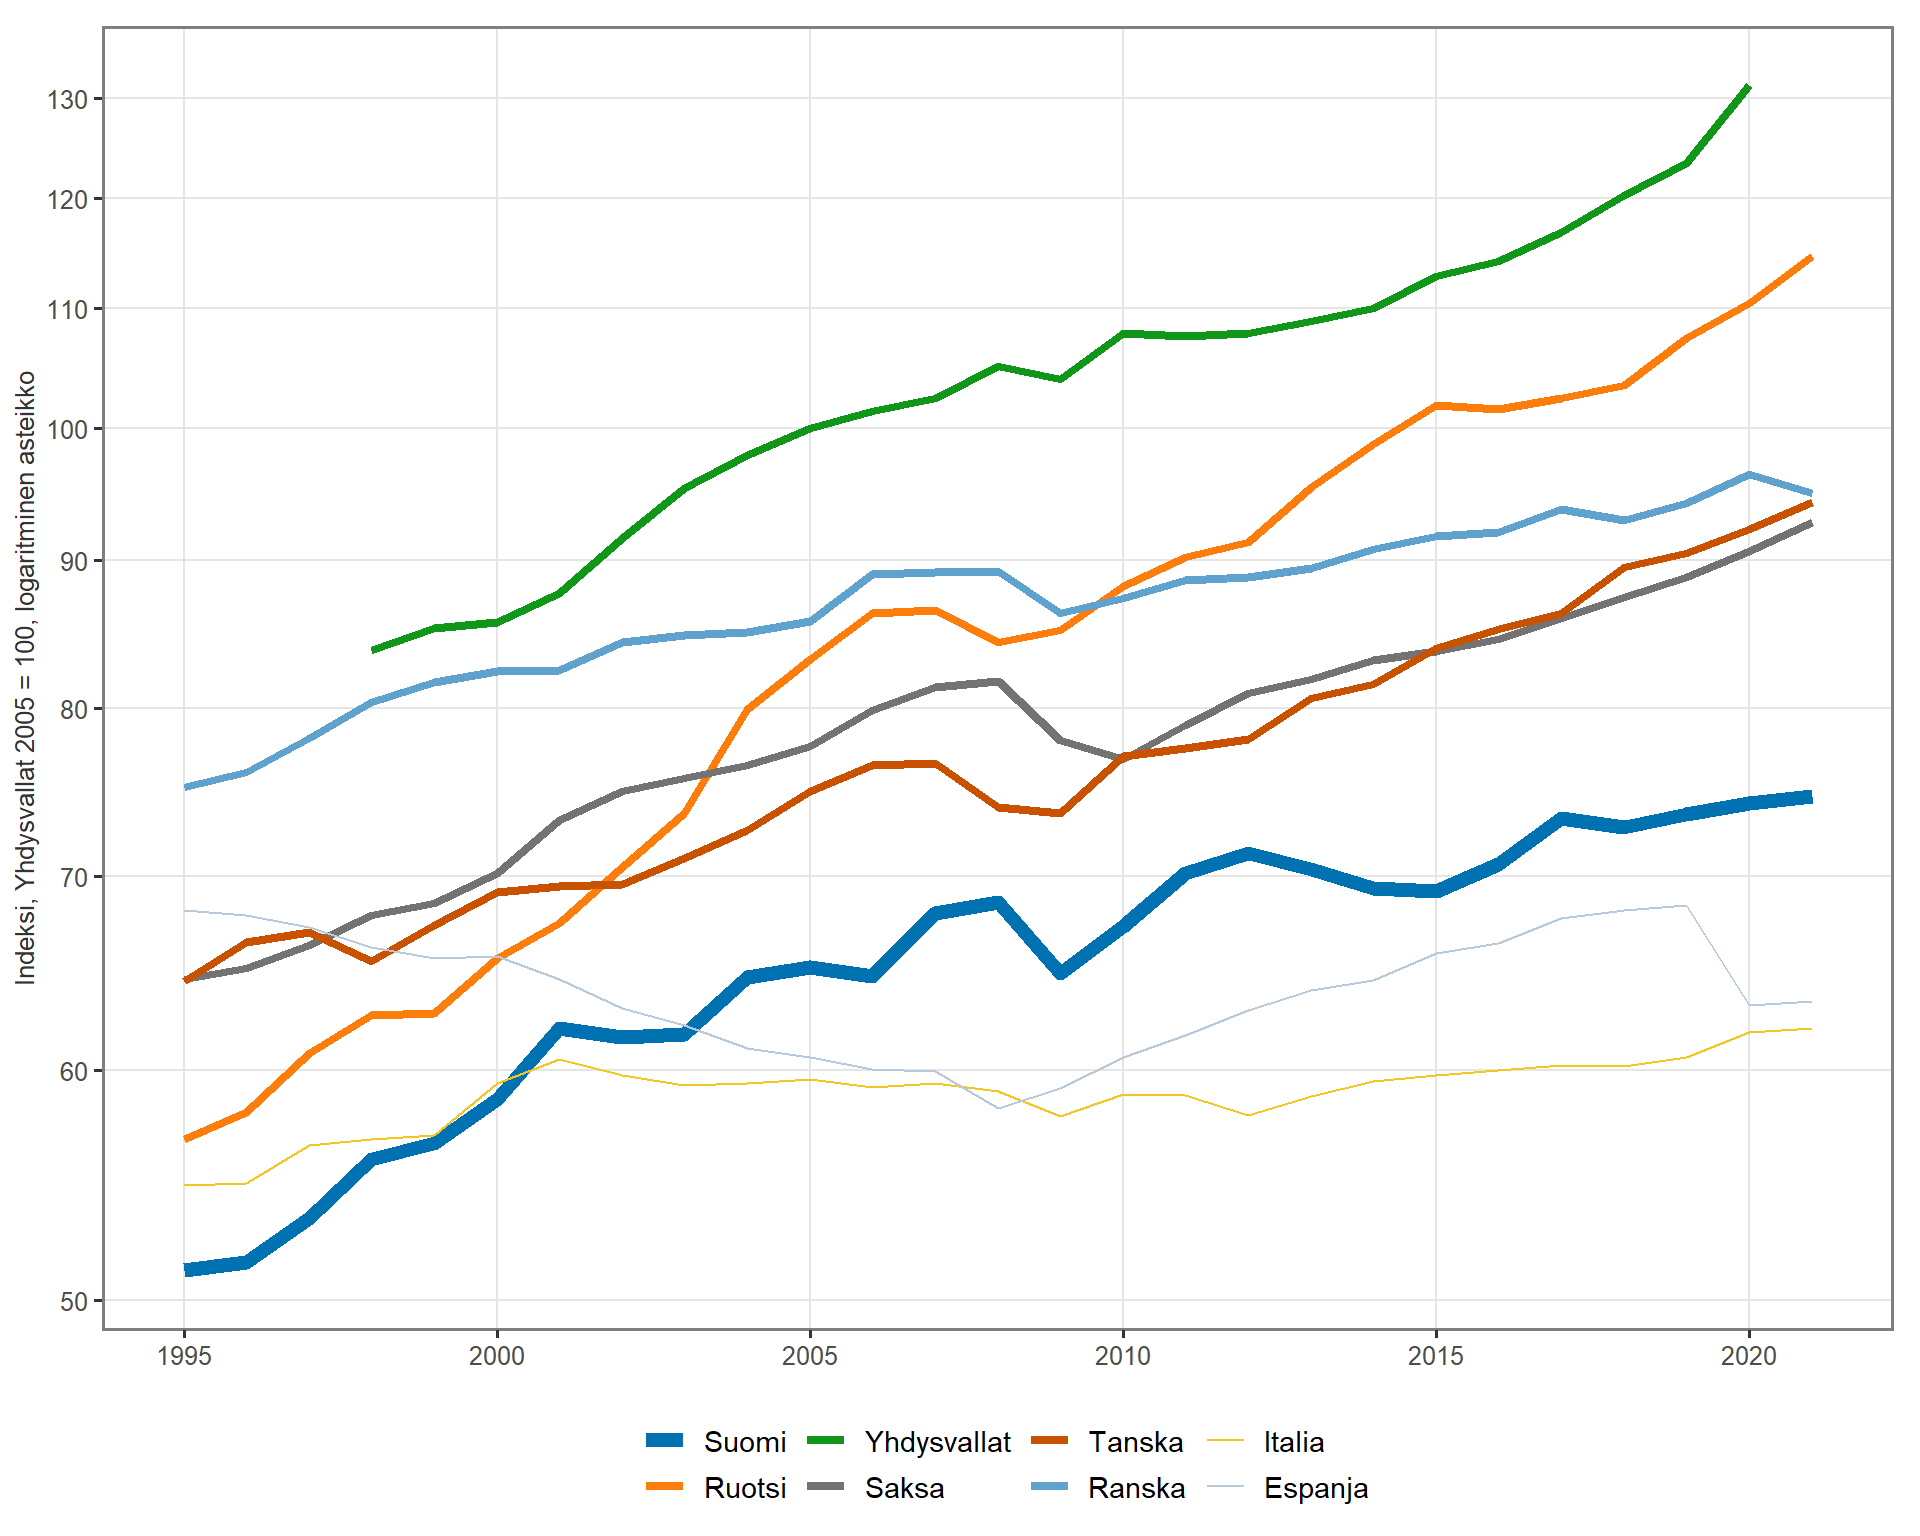 Indeksi, Yhdysvallat 2005 = 100, logaritminen asteikko
130
120
110
100
90
80
70
60
50
1995 2000 2005 2010 2015 2020
Suomi Yhdysvallat Tanska Italia
Ruotsi Saksa Ranska Espanja